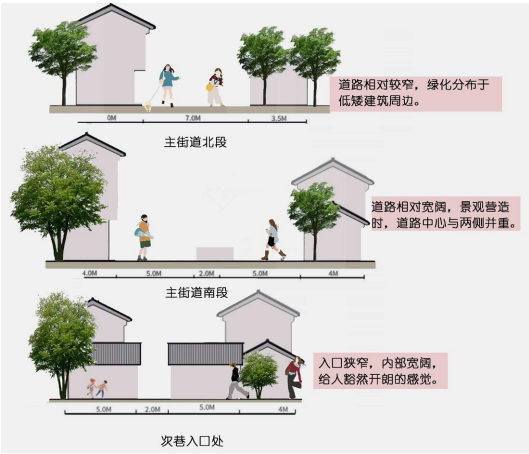 道路相对较窄，绿化分布于
低矮建筑周边。
0M 7.0M 3.5M
主街道北段
道路相对宽阔，景观营造
时，道路中心与两侧并重。
4.0M 5.0M 2.0M 5.0M 4M
主街道南段
入口狭窄，内部宽阔，
给人豁然开朗的感觉。
5.0M 2.0M 5.0M 4M
次巷入口处